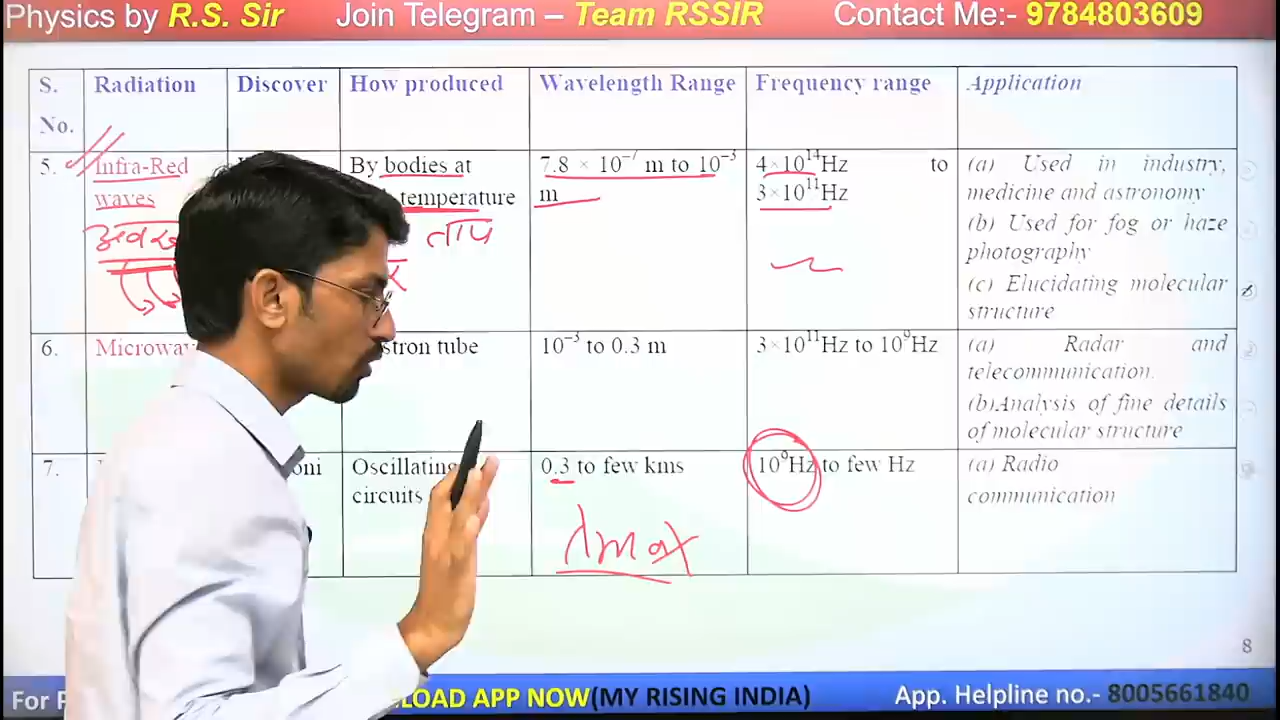 Physics by R.S. Sir Join Telegram – Team RSSIR Contact Me:- 9784803609
S. No. Radiation Discover How produced Wavelength Range Frequency range Application
5. Infra-Red waves
By bodies at
temperature
7.8 × 10⁻⁷ m to 10⁻³
m
4×10¹⁴Hz to
3×10¹¹Hz
(a) Used in industry,
medicine and astronomy
(b) Used for fog or haze
photography
(c) Elucidating molecular
structure
ताप
6.
tube
10⁻³ to 0.3 m
3×10¹¹Hz to 10⁹Hz
(a) Radar and
telecommunication.
(b)Analysis of fine details
of molecular structure
7.
Oscillating
circuits
0.3 to few kms
10⁹Hz to few Hz
(a) Radio
communication
λmax
8
NOW(MY RISING INDIA) App. Helpline no.- 8005661840